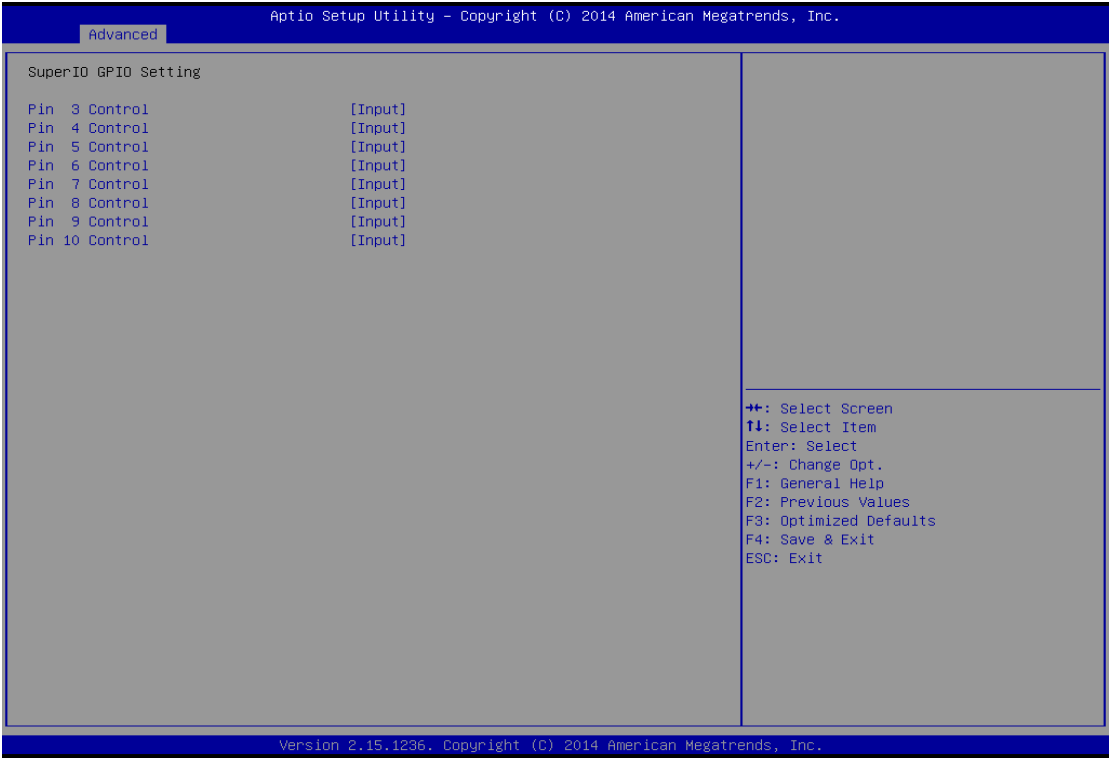 Aptio Setup Utility – Copyright (C) 2014 American Megatrends, Inc.
Advanced
SuperIO GPIO Setting
Pin 3 Control [Input]
Pin 4 Control [Input]
Pin 5 Control [Input]
Pin 6 Control [Input]
Pin 7 Control [Input]
Pin 8 Control [Input]
Pin 9 Control [Input]
Pin 10 Control [Input]
→←: Select Screen
↑↓: Select Item
Enter: Select
+/-: Change Opt.
F1: General Help
F2: Previous Values
F3: Optimized Defaults
F4: Save & Exit
ESC: Exit
Version 2.15.1236. Copyright (C) 2014 American Megatrends, Inc.